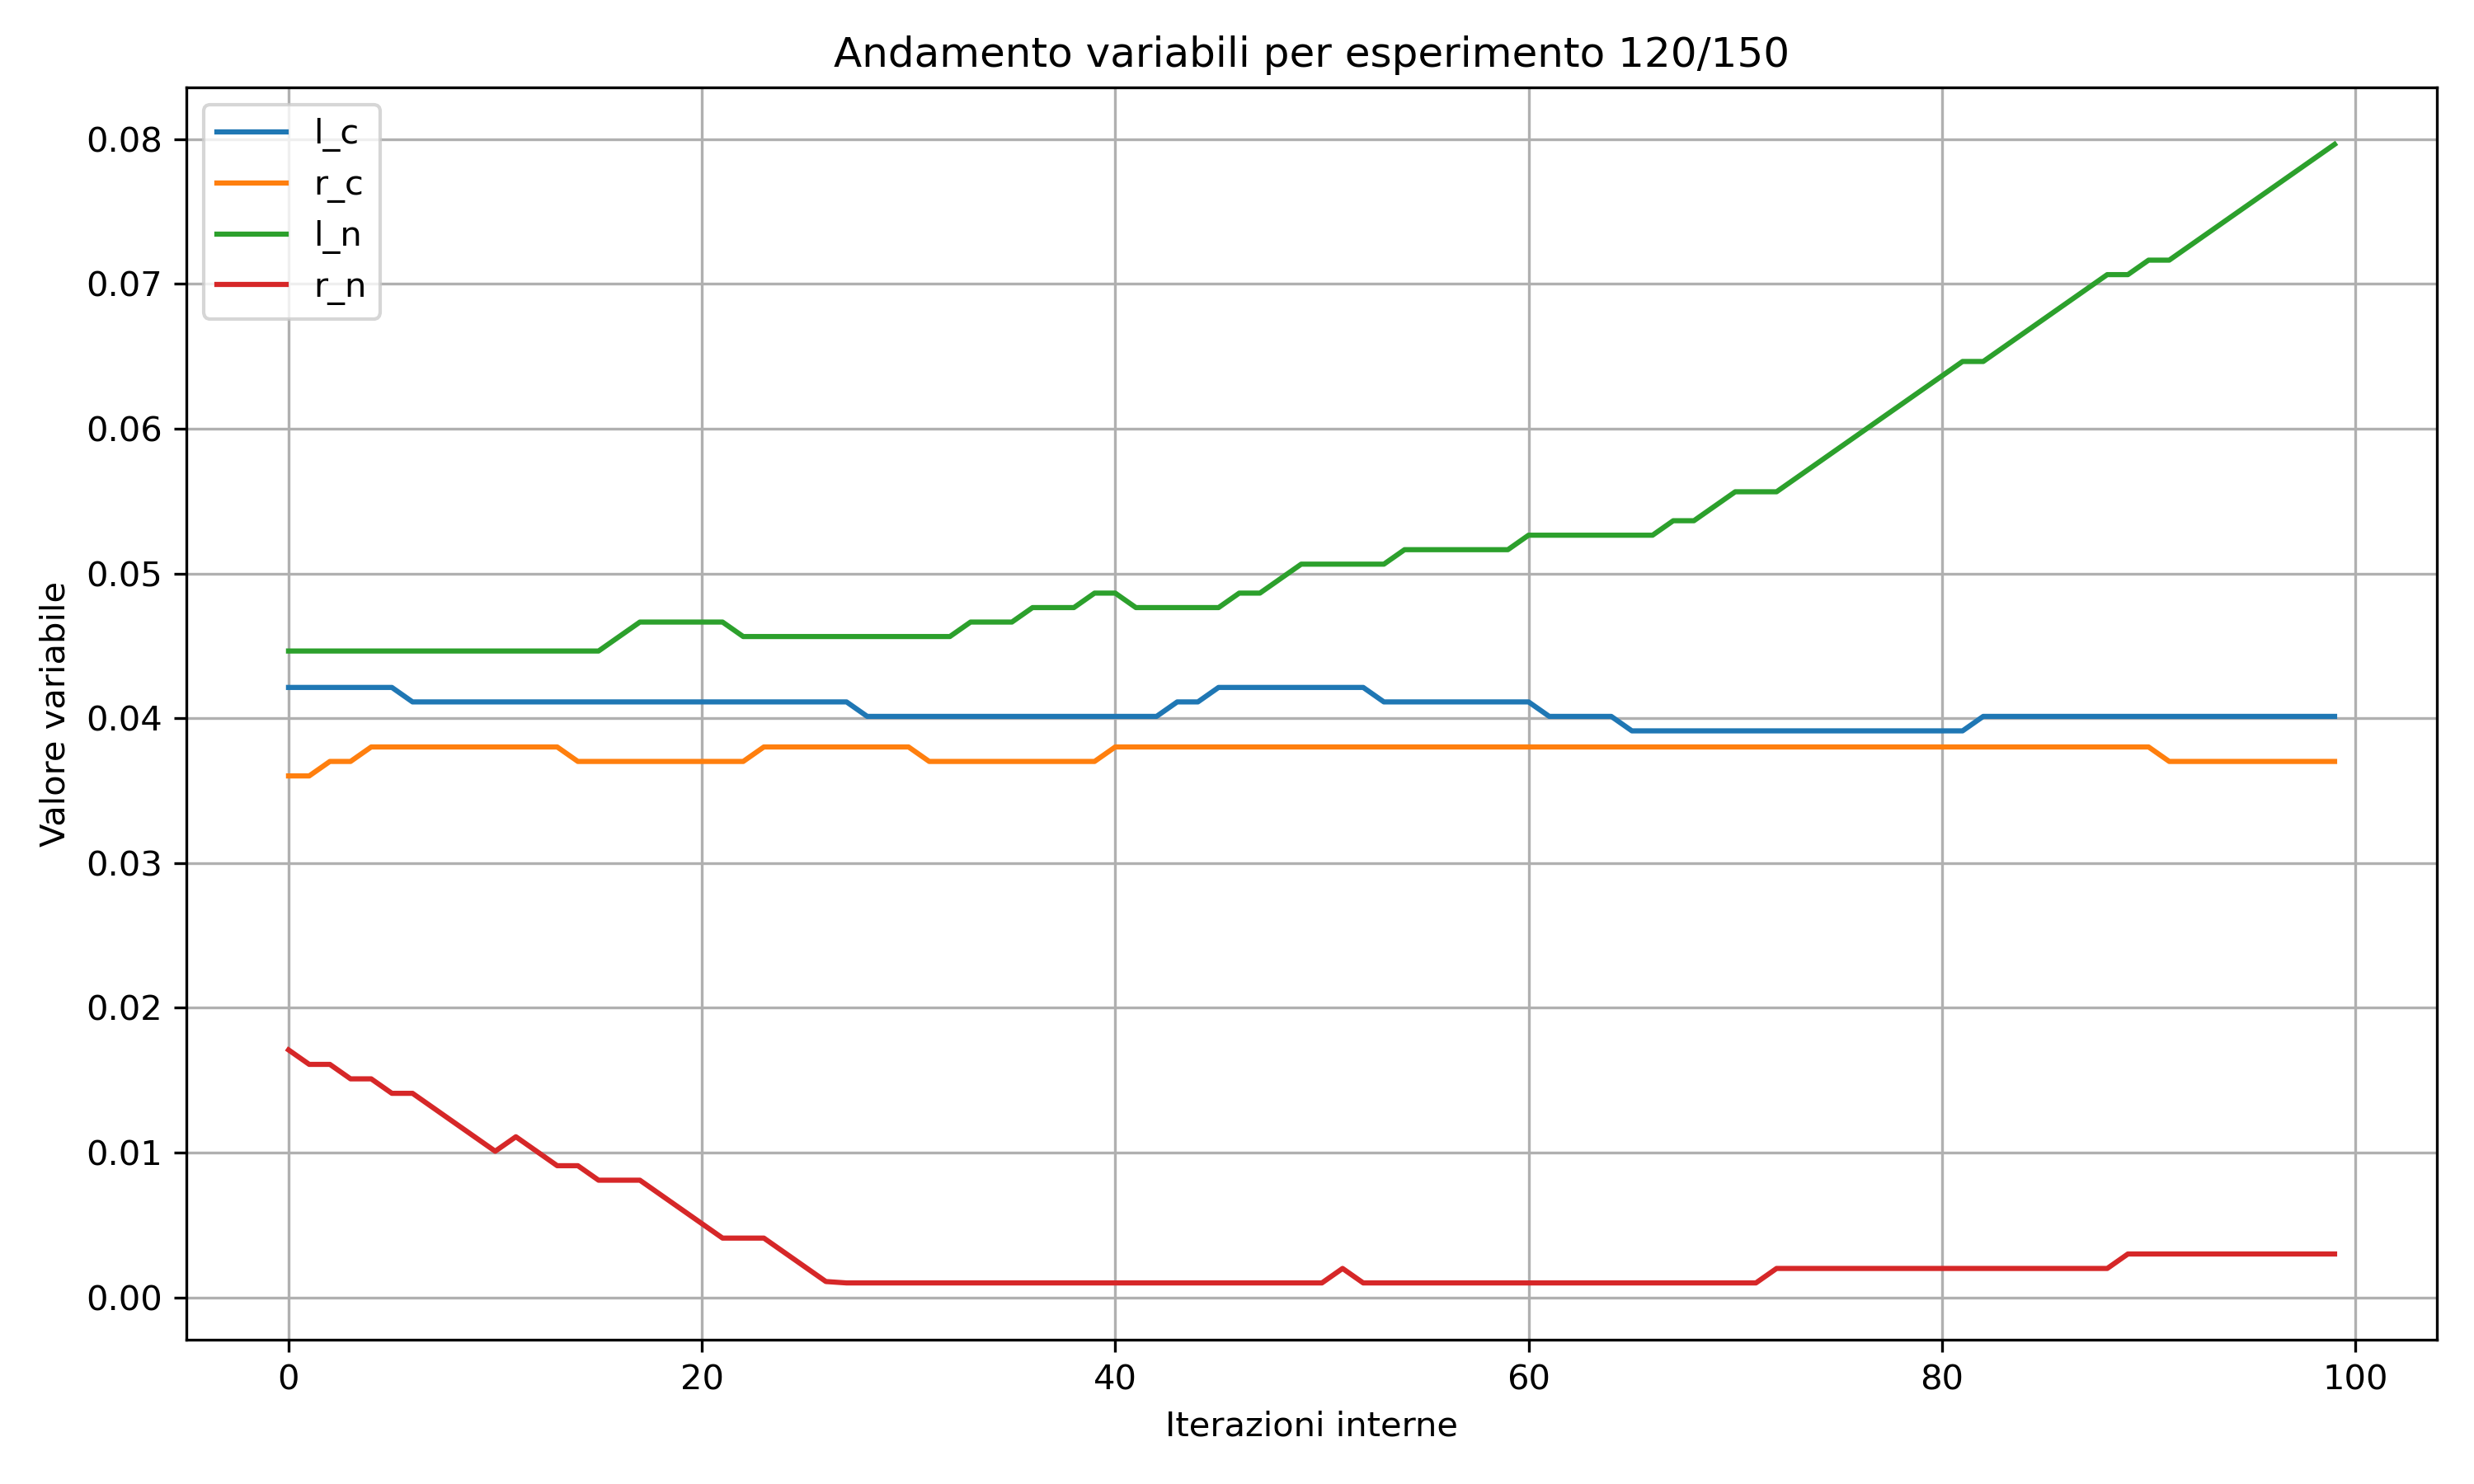 Andamento variabili per esperimento 120/150
l_c
r_c
l_n
r_n
Valore variabile
0.08
0.07
0.06
0.05
0.04
0.03
0.02
0.01
0.00
0 20 40 60 80 100
Iterazioni interne